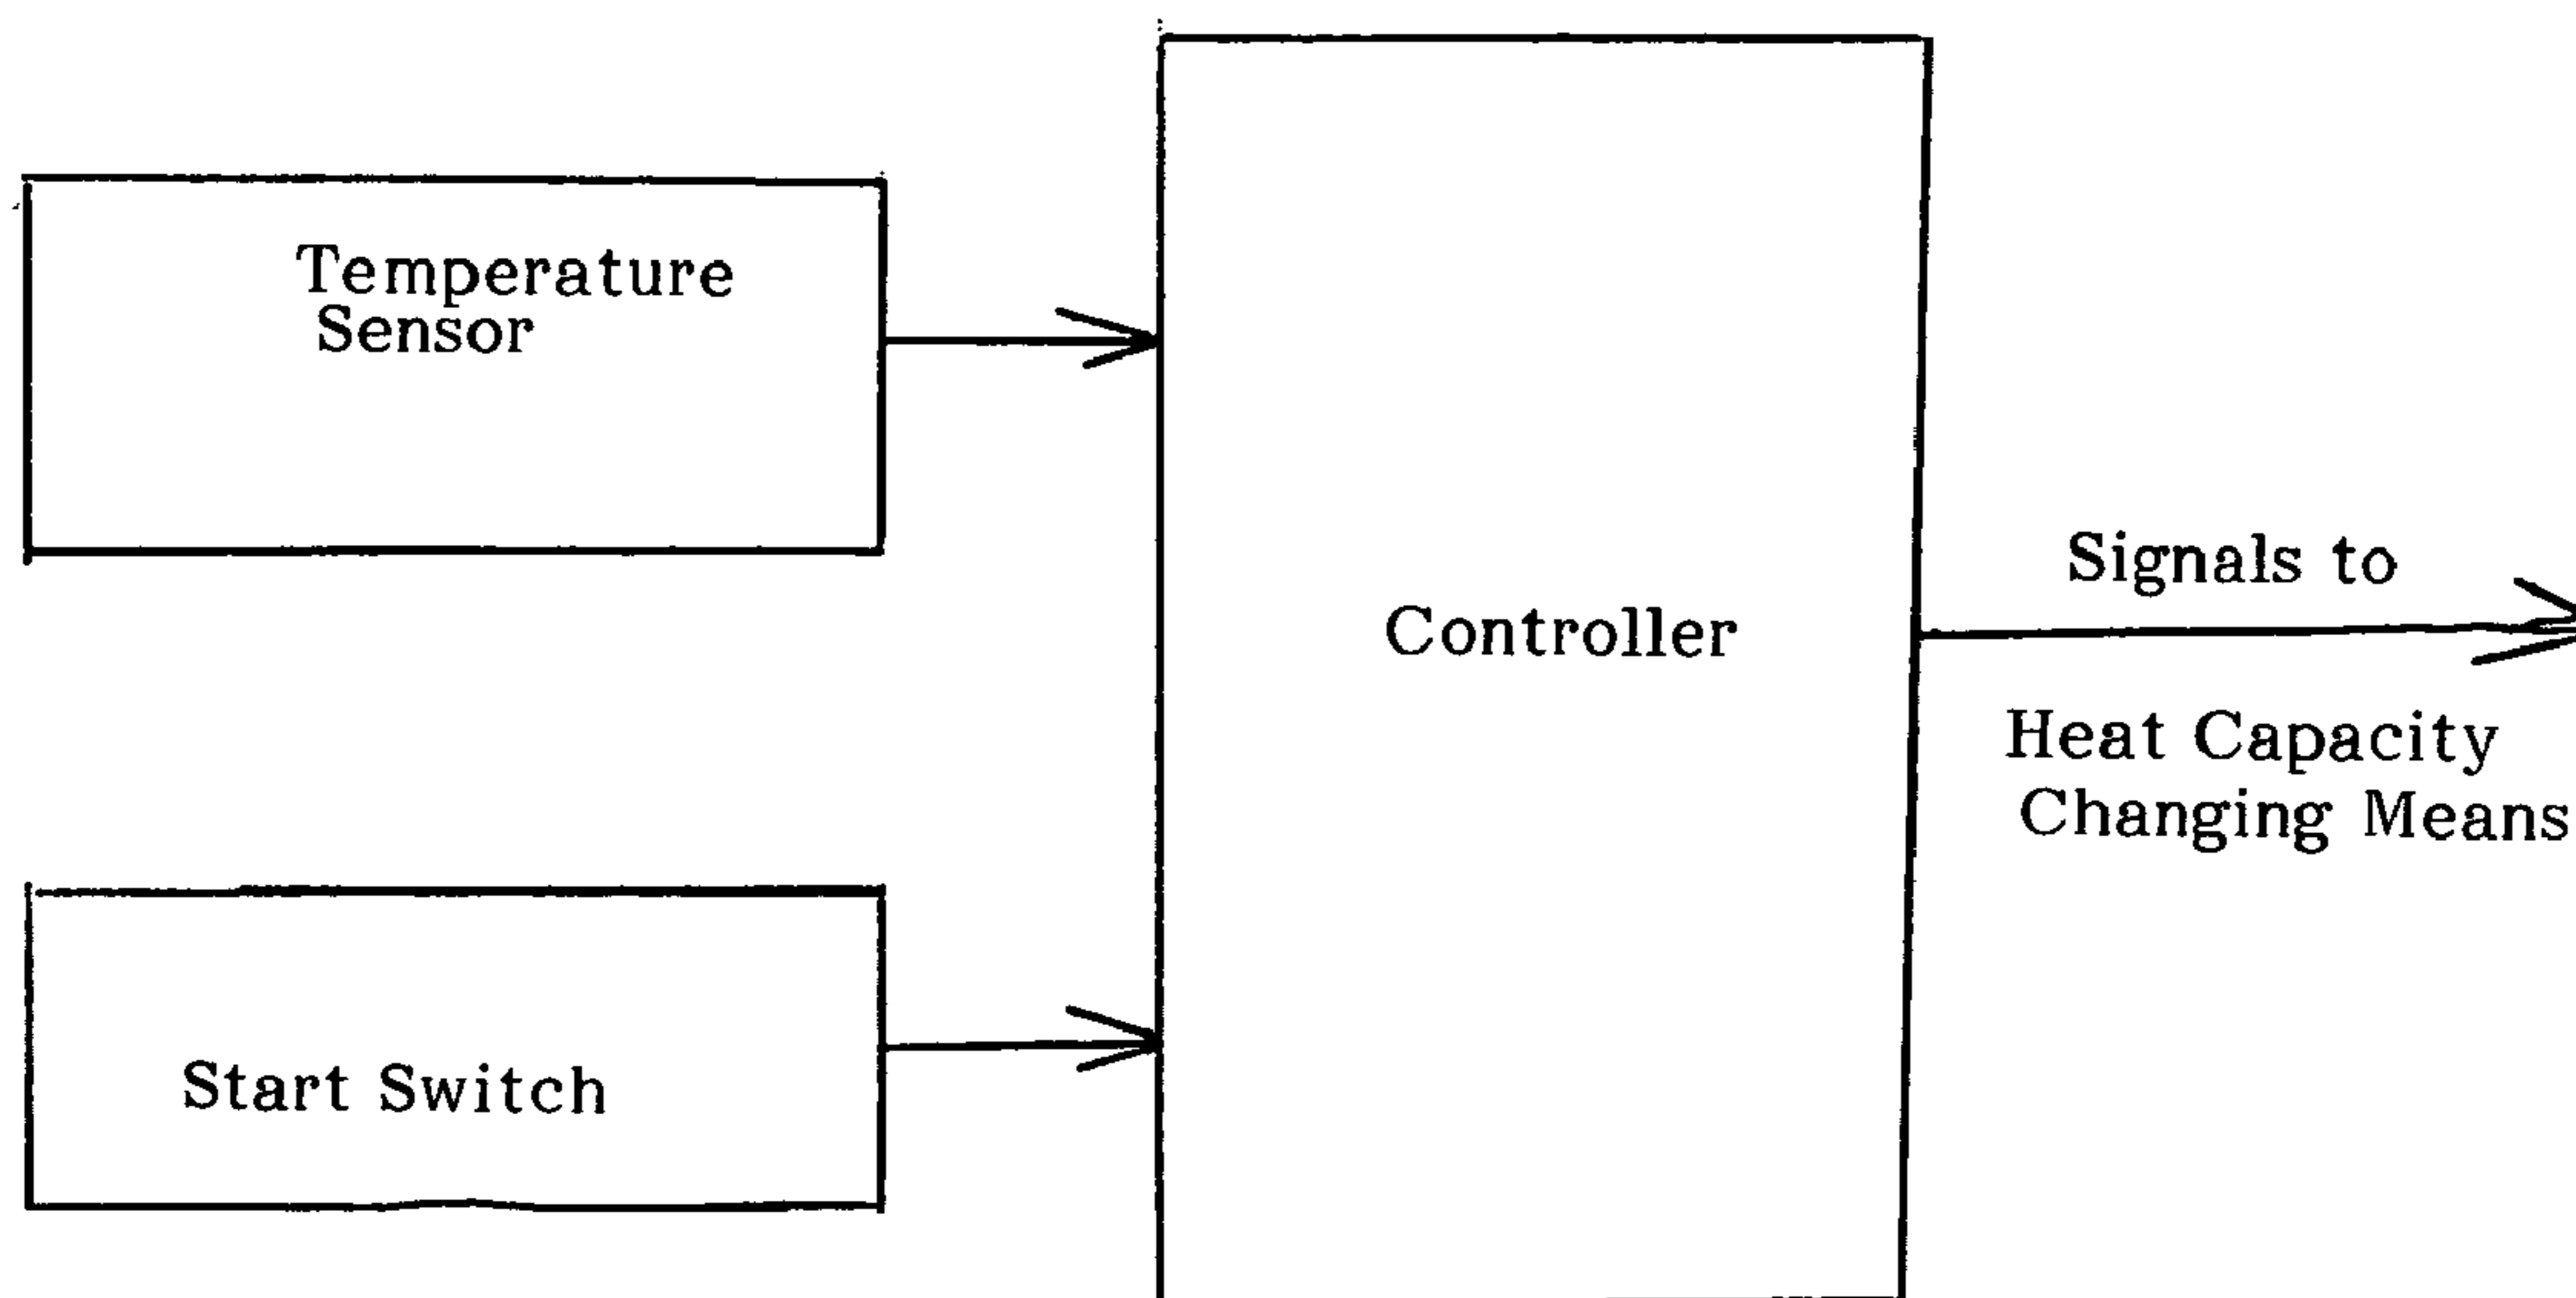 Temperature
Sensor
Controller
Signals to
Heat Capacity
Changing Means
Start Switch